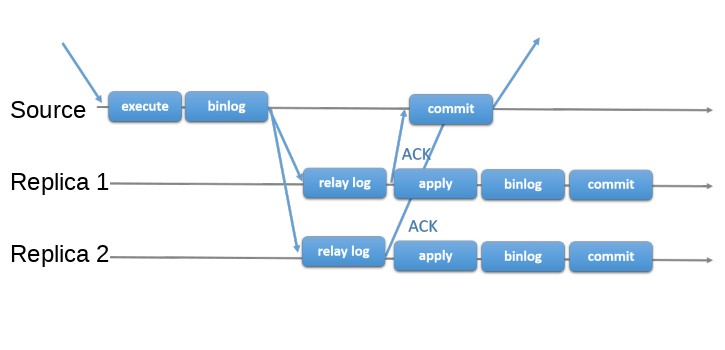 Source execute binlog commit
ACK
Replica 1 relay log apply binlog commit
ACK
Replica 2 relay log apply binlog commit